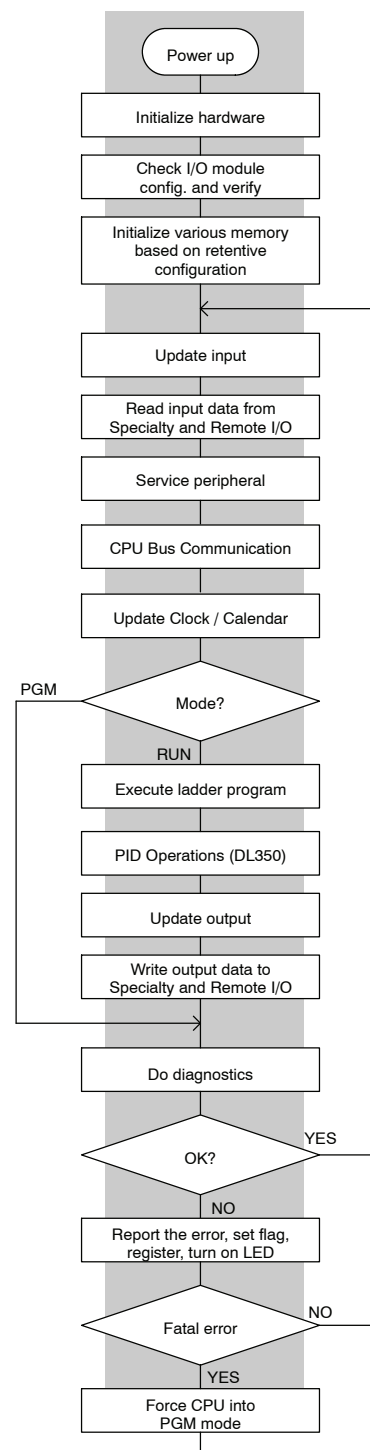 Power up
Initialize hardware
Check I/O module
config. and verify
Initialize various memory
based on retentive
configuration
Update input
Read input data from
Specialty and Remote I/O
Service peripheral
CPU Bus Communication
Update Clock / Calendar
PGM
Mode?
RUN
Execute ladder program
PID Operations (DL350)
Update output
Write output data to
Specialty and Remote I/O
Do diagnostics
OK?
YES
NO
Report the error, set flag,
register, turn on LED
Fatal error
NO
YES
Force CPU into
PGM mode